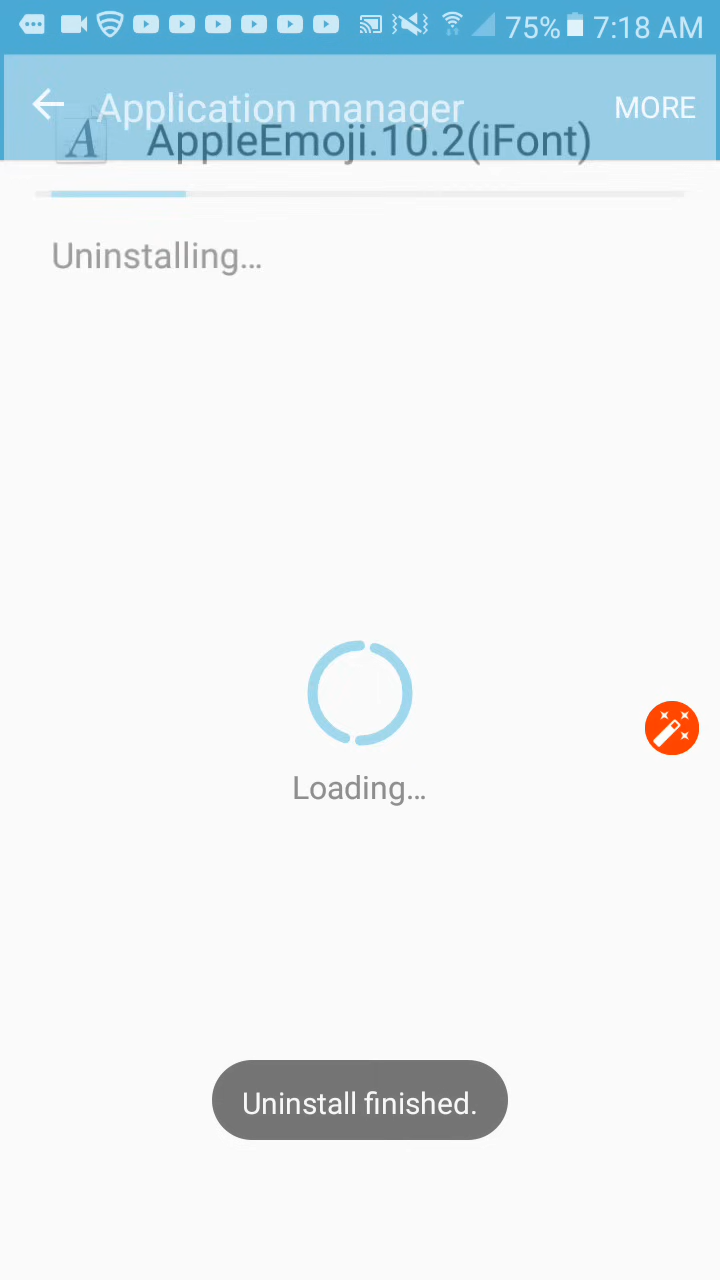 75% 7:18 AM
Application manager MORE
A AppleEmoji.10.2(iFont)
Uninstalling...
Loading...
Uninstall finished.